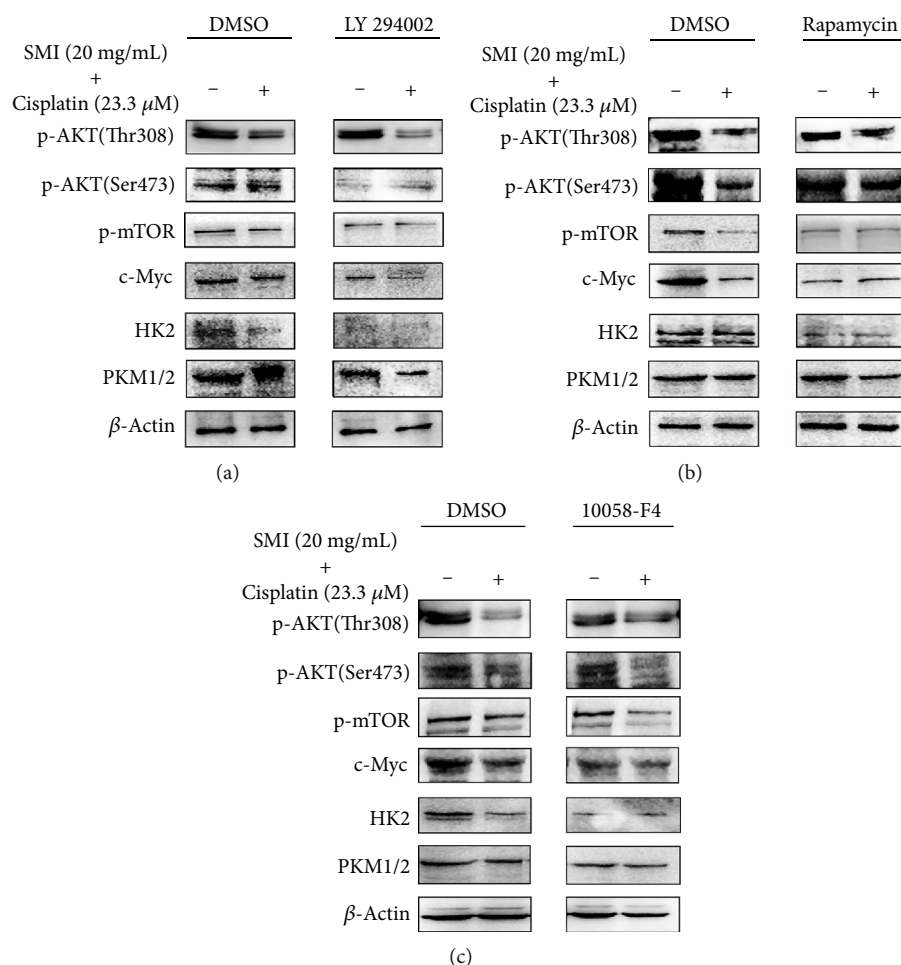 DMSO LY 294002
SMI (20 mg/mL)
+
Cisplatin (23.3 μM) − + − +
p-AKT(Thr308)
p-AKT(Ser473)
p-mTOR
c-Myc
HK2
PKM1/2
β-Actin
(a)
DMSO Rapamycin
SMI (20 mg/mL)
+
Cisplatin (23.3 μM) − + − +
p-AKT(Thr308)
p-AKT(Ser473)
p-mTOR
c-Myc
HK2
PKM1/2
β-Actin
(b)
DMSO 10058-F4
SMI (20 mg/mL)
+
Cisplatin (23.3 μM) − + − +
p-AKT(Thr308)
p-AKT(Ser473)
p-mTOR
c-Myc
HK2
PKM1/2
β-Actin
(c)